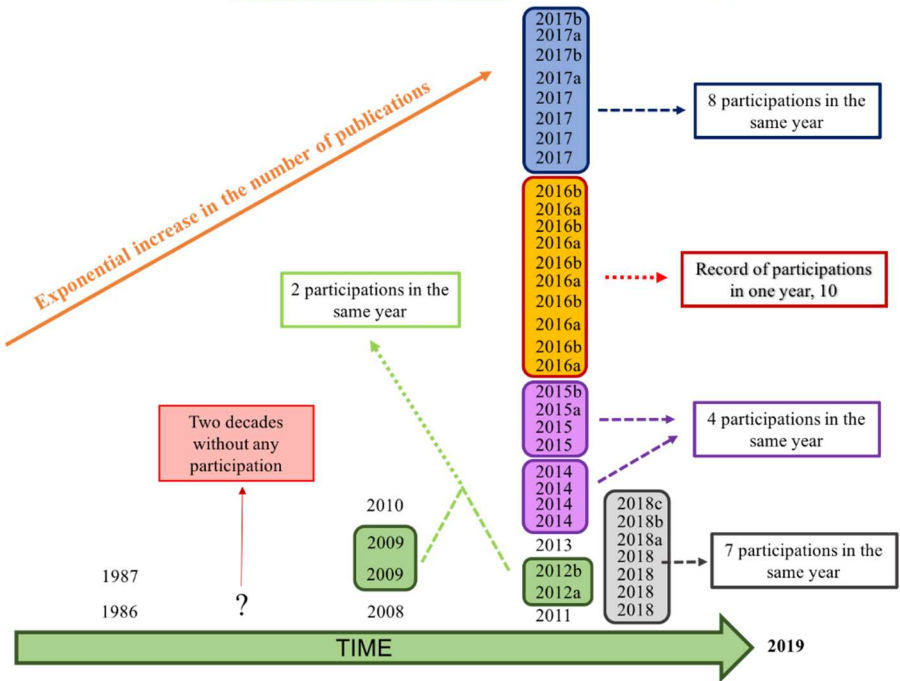 2017b
2017a
2017b
2017a
2017
2017
2017
2017
8 participations in the
same year
Exponential increase in the number of publications
2016b
2016a
2016b
2016a
2016b
2016a
2016b
2016a
2016b
2016a
Record of participations
in one year, 10
2 participations in the
same year
2015b
2015a
2015
2015
4 participations in the
same year
2014
2014
2014
2014
Two decades
without any
participation
2010
2009
2009
2008
2013
2012b
2012a
2011
2018c
2018b
2018a
2018
2018
2018
2018
7 participations in the
same year
1987
1986
?
TIME
2019